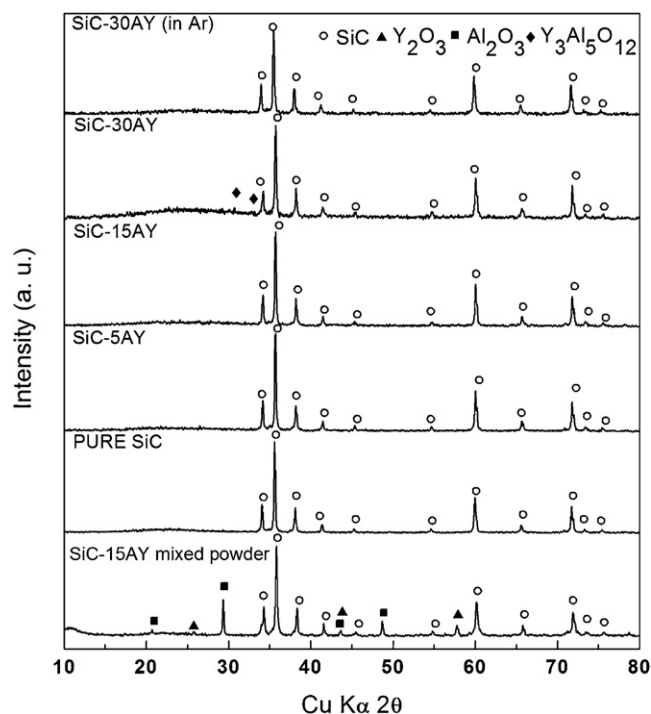 SiC-30AY (in Ar)
○ SiC ▲ Y₂O₃ ■ Al₂O₃ ♦ Y₃Al₅O₁₂
SiC-30AY
SiC-15AY
SiC-5AY
PURE SiC
SiC-15AY mixed powder
Intensity (a. u.)
10 20 30 40 50 60 70 80
Cu Kα 2θ